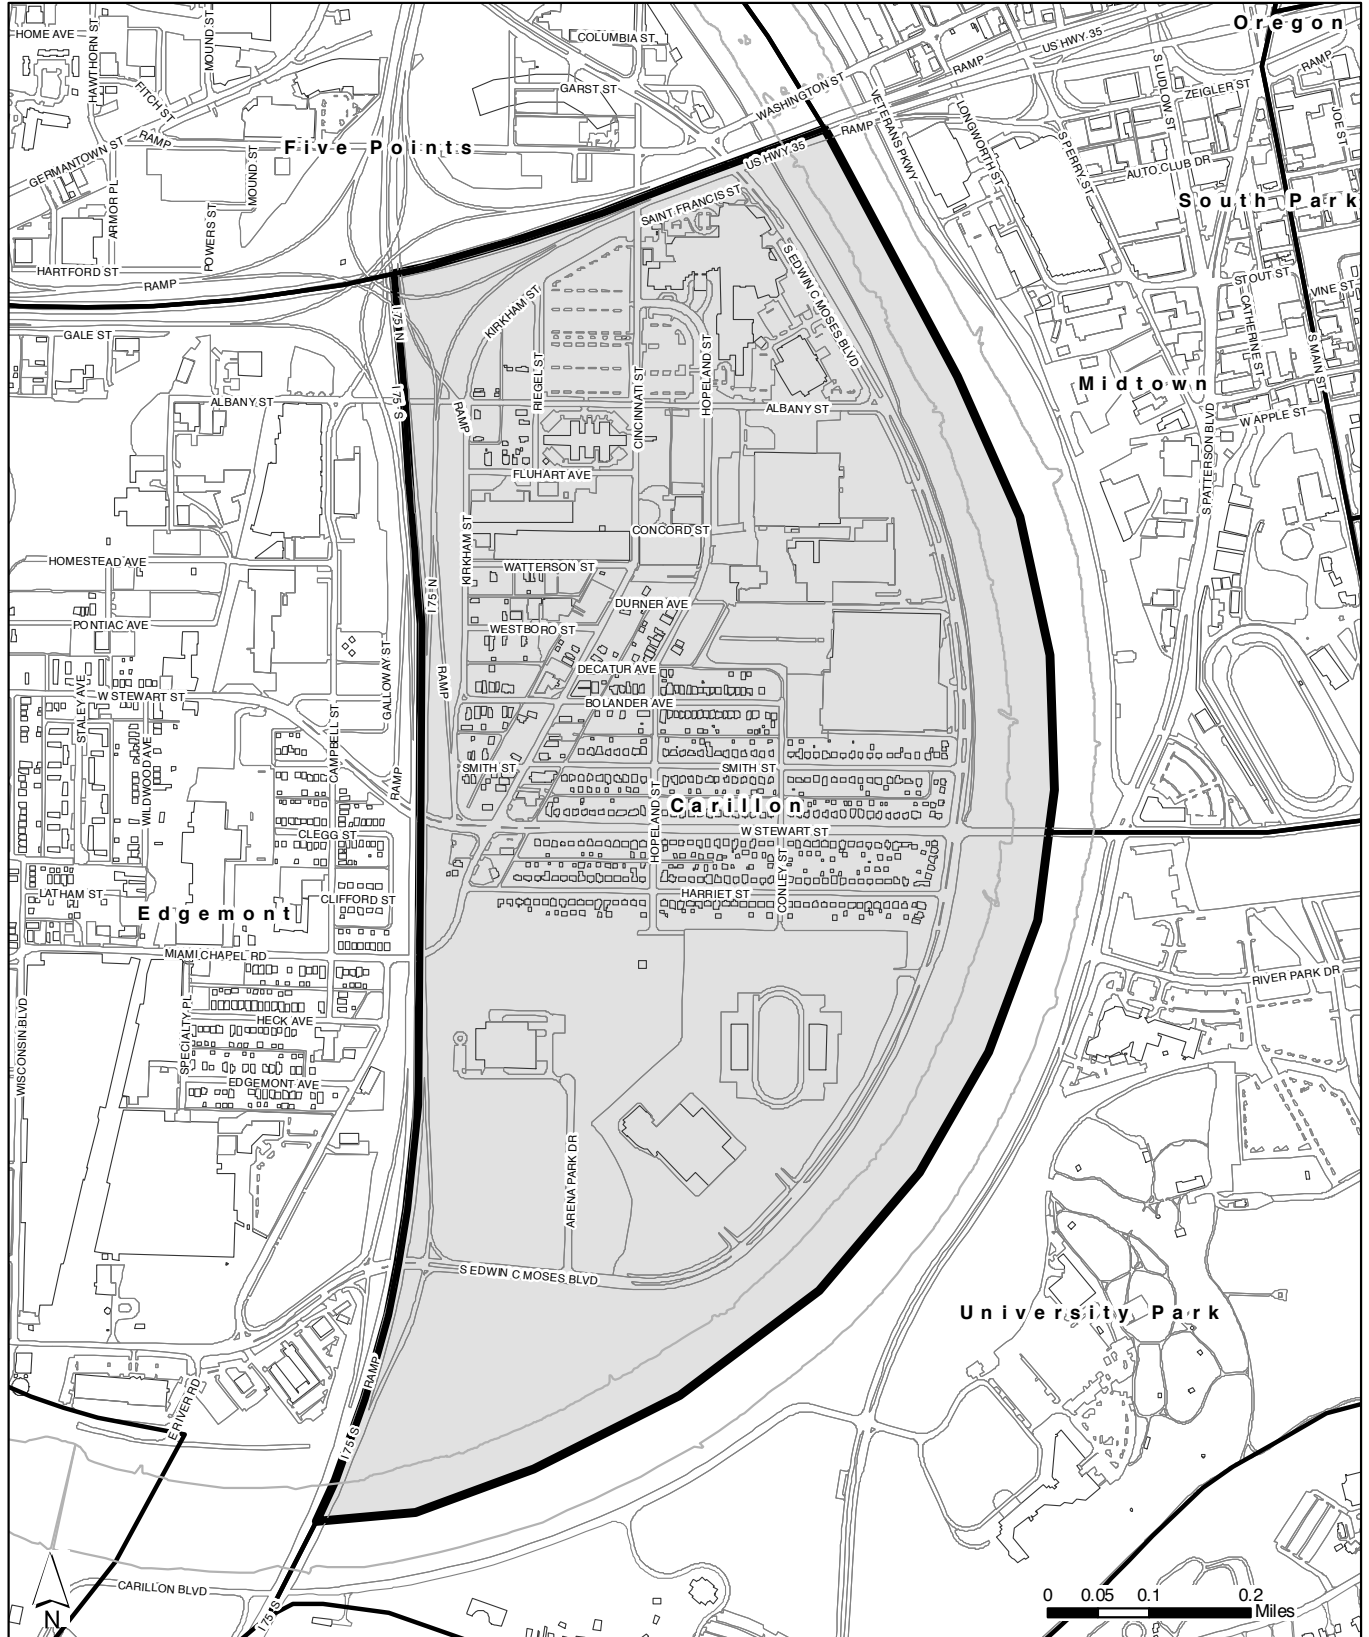 HOME AVE
HAWTHORN ST
MOUND ST
COLUMBIA ST
US HWY 35
Oregon
RAMP
RAMP
FITCH ST
GARST ST
WASHINGTON ST
VETERANS PKWY
S LUDLOW ST
ZEIGLER ST
JOE ST
GERMANTOWN ST
RAMP
Five Points
RAMP
US HWY 35
LONGWORTH ST
S PERRY ST
AUTO CLUB DR
MOUND ST
ARMOR PL
POWERS ST
SAINT FRANCIS ST
South Park
HARTFORD ST
RAMP
S EDWIN C MOSES BLVD
STOUT ST
VINE ST
KIRKHAM ST
I 75 N
GALE ST
CATHERINE ST
S MAIN ST
RIEGEL ST
CINCINNATI ST
HOPELAND ST
Midtown
I 75 S
ALBANY ST
RAMP
ALBANY ST
S PATTERSON BLVD
W APPLE ST
FLUHART AVE
KIRKHAM ST
CONCORD ST
HOMESTEAD AVE
WATTERSON ST
I 75 N
DURNER AVE
PONTIAC AVE
WESTBORO ST
GALLOWAY ST
RAMP
DECATUR AVE
W STEWART ST
STALEY AVE
BOLANDER AVE
WILDWOOD AVE
CAMPBELL ST
RAMP
SMITH ST
SMITH ST
HOPELAND ST
Carillon
CLEGG ST
W STEWART ST
CONLEY ST
LATHAM ST
CLIFFORD ST
HARRIET ST
Edgemont
MIAMI CHAPEL RD
RIVER PARK DR
WISCONSIN BLVD
SPECIALTY PL
HECK AVE
EDGEMONT AVE
ARENA PARK DR
S EDWIN C MOSES BLVD
University Park
RAMP
E RIVER RD
I 75 S
CARILLON BLVD
N
I 75 S
0 0.05 0.1 0.2
Miles